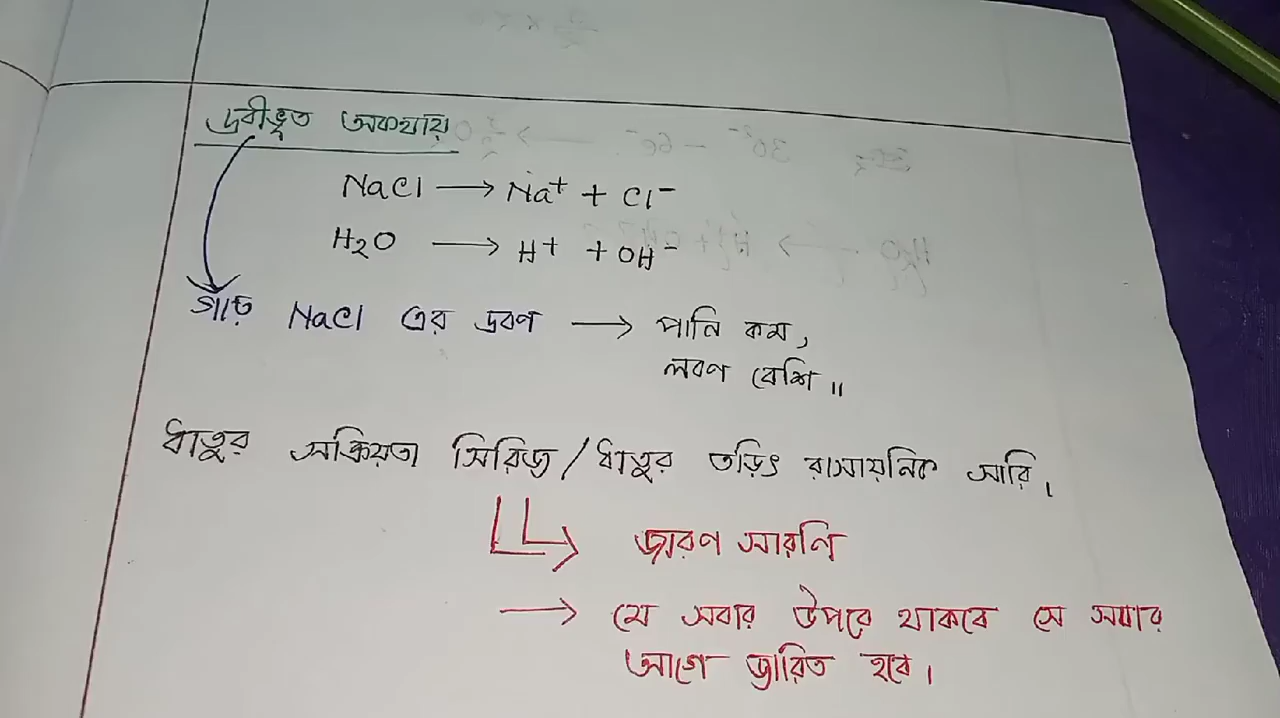 দ্রবীভূত অবস্থায়
NaCl → Na⁺ + Cl⁻
H₂O → H⁺ + OH⁻
গাঢ় NaCl এর দ্রবণ → পানি কম,
লবণ বেশি ॥
ধাতুর সক্রিয়তা সিরিজ / ধাতুর তড়িৎ রাসায়নিক সারি।
জারণ সারণি
→ যে সবার উপরে থাকবে সে সবার
আগে জারিত হবে।